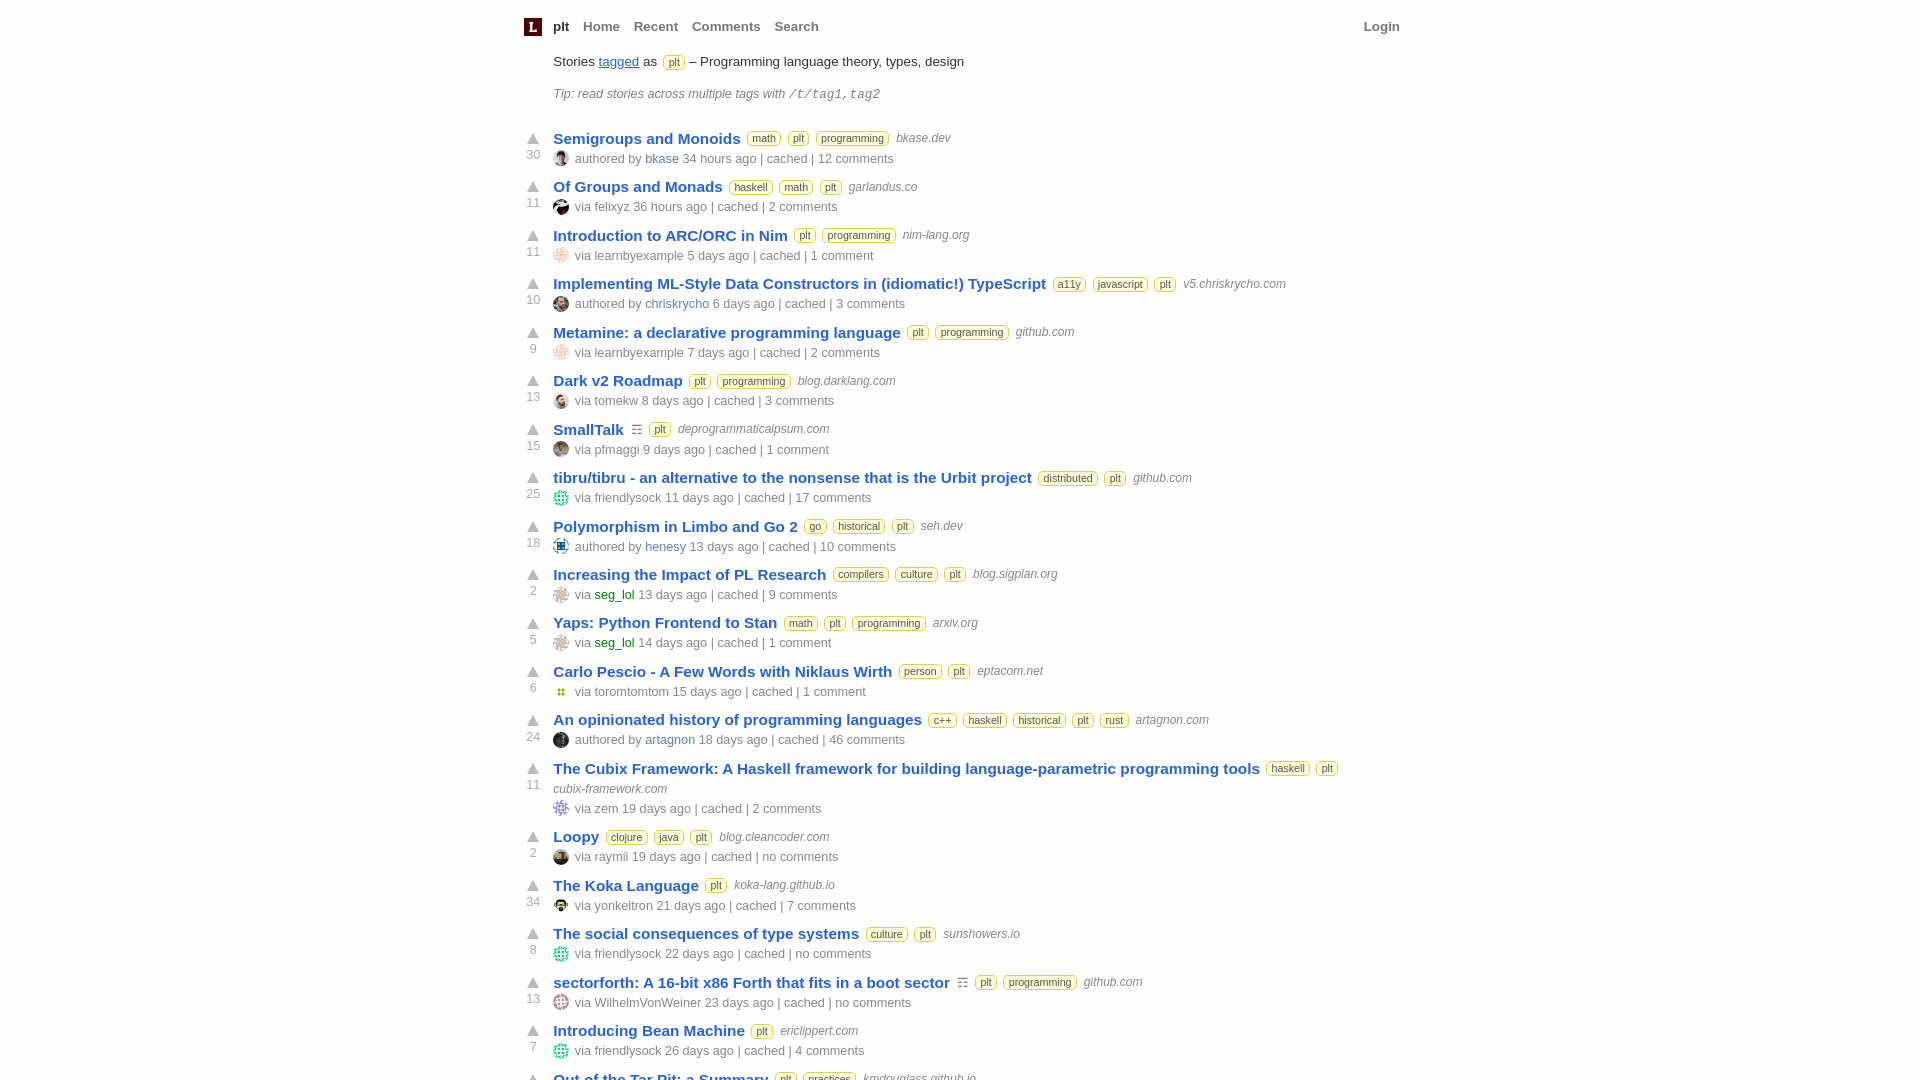 L plt Home Recent Comments Search Login
Stories tagged as plt – Programming language theory, types, design
Tip: read stories across multiple tags with /t/tag1,tag2
Semigroups and Monoids math plt programming bkase.dev
30 authored by bkase 34 hours ago | cached | 12 comments
Of Groups and Monads haskell math plt garlandus.co
11 via felixyz 36 hours ago | cached | 2 comments
Introduction to ARC/ORC in Nim plt programming nim-lang.org
11 via learnbyexample 5 days ago | cached | 1 comment
Implementing ML-Style Data Constructors in (idiomatic!) TypeScript a11y javascript plt v5.chriskrycho.com
10 authored by chriskrycho 6 days ago | cached | 3 comments
Metamine: a declarative programming language plt programming github.com
9 via learnbyexample 7 days ago | cached | 2 comments
Dark v2 Roadmap plt programming blog.darklang.com
13 via tomekw 8 days ago | cached | 3 comments
SmallTalk ☶ plt deprogrammaticaipsum.com
15 via pfmaggi 9 days ago | cached | 1 comment
tibru/tibru - an alternative to the nonsense that is the Urbit project distributed plt github.com
25 via friendlysock 11 days ago | cached | 17 comments
Polymorphism in Limbo and Go 2 go historical plt seh.dev
18 authored by henesy 13 days ago | cached | 10 comments
Increasing the Impact of PL Research compilers culture plt blog.sigplan.org
2 via seg_lol 13 days ago | cached | 9 comments
Yaps: Python Frontend to Stan math plt programming arxiv.org
5 via seg_lol 14 days ago | cached | 1 comment
Carlo Pescio - A Few Words with Niklaus Wirth person plt eptacom.net
6 via toromtomtom 15 days ago | cached | 1 comment
An opinionated history of programming languages c++ haskell historical plt rust artagnon.com
24 authored by artagnon 18 days ago | cached | 46 comments
The Cubix Framework: A Haskell framework for building language-parametric programming tools haskell plt
11 cubix-framework.com
via zem 19 days ago | cached | 2 comments
Loopy clojure java plt blog.cleancoder.com
2 via raymii 19 days ago | cached | no comments
The Koka Language plt koka-lang.github.io
34 via yonkeltron 21 days ago | cached | 7 comments
The social consequences of type systems culture plt sunshowers.io
8 via friendlysock 22 days ago | cached | no comments
sectorforth: A 16-bit x86 Forth that fits in a boot sector ☶ plt programming github.com
13 via WilhelmVonWeiner 23 days ago | cached | no comments
Introducing Bean Machine plt ericlippert.com
7 via friendlysock 26 days ago | cached | 4 comments
Out of the Tar Pit: a Summary plt practices kmdouglass.github.io